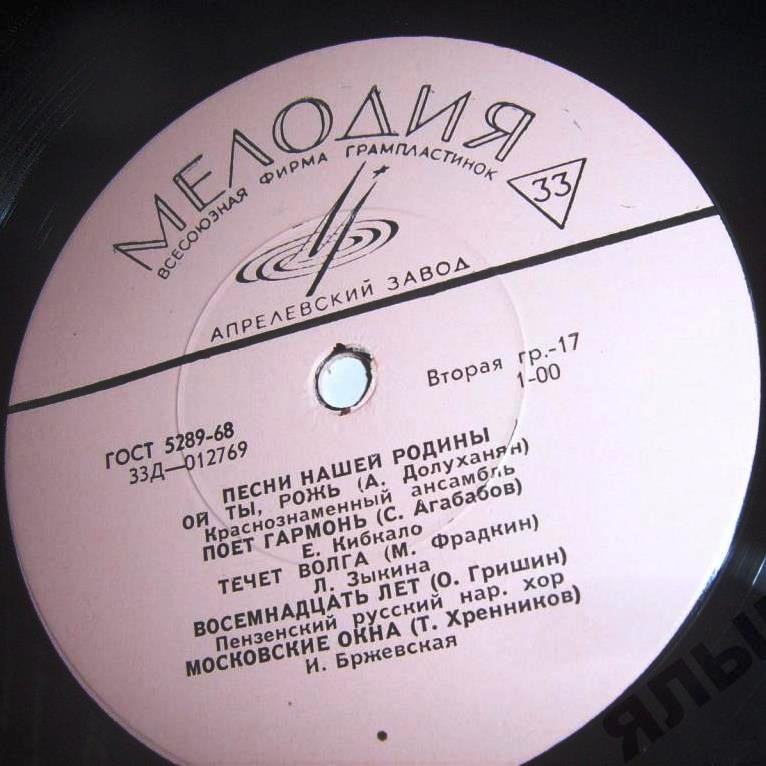 МЕЛОДИЯ
ВСЕСОЮЗНАЯ ФИРМА ГРАМПЛАСТИНОК
33
АПРЕЛЕВСКИЙ ЗАВОД
Вторая гр.-17
1-00
ГОСТ 5289-68
33Д—012769
ПЕСНИ НАШЕЙ РОДИНЫ
ОЙ ТЫ, РОЖЬ (А. Долуханян)
Краснознаменный ансамбль
ПОЕТ ГАРМОНЬ (С. Агабабов)
Е. Кибкало
ТЕЧЕТ ВОЛГА (М. Фрадкин)
Л. Зыкина
ВОСЕМНАДЦАТЬ ЛЕТ (О. Гришин)
Пензенский русский нар. хор
МОСКОВСКИЕ ОКНА (Т. Хренников)
И. Бржевская